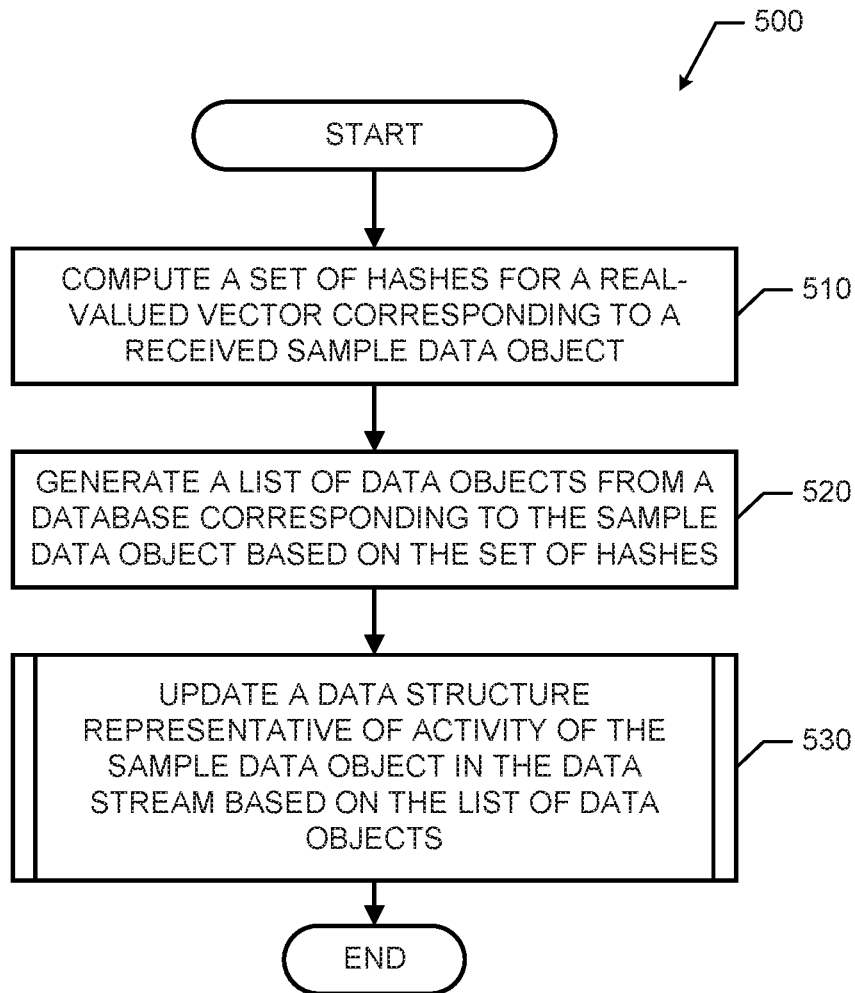 500
START
COMPUTE A SET OF HASHES FOR A REAL-
VALUED VECTOR CORRESPONDING TO A
RECEIVED SAMPLE DATA OBJECT
510
GENERATE A LIST OF DATA OBJECTS FROM A
DATABASE CORRESPONDING TO THE SAMPLE
DATA OBJECT BASED ON THE SET OF HASHES
520
UPDATE A DATA STRUCTURE
REPRESENTATIVE OF ACTIVITY OF THE
SAMPLE DATA OBJECT IN THE DATA
STREAM BASED ON THE LIST OF DATA
OBJECTS
530
END